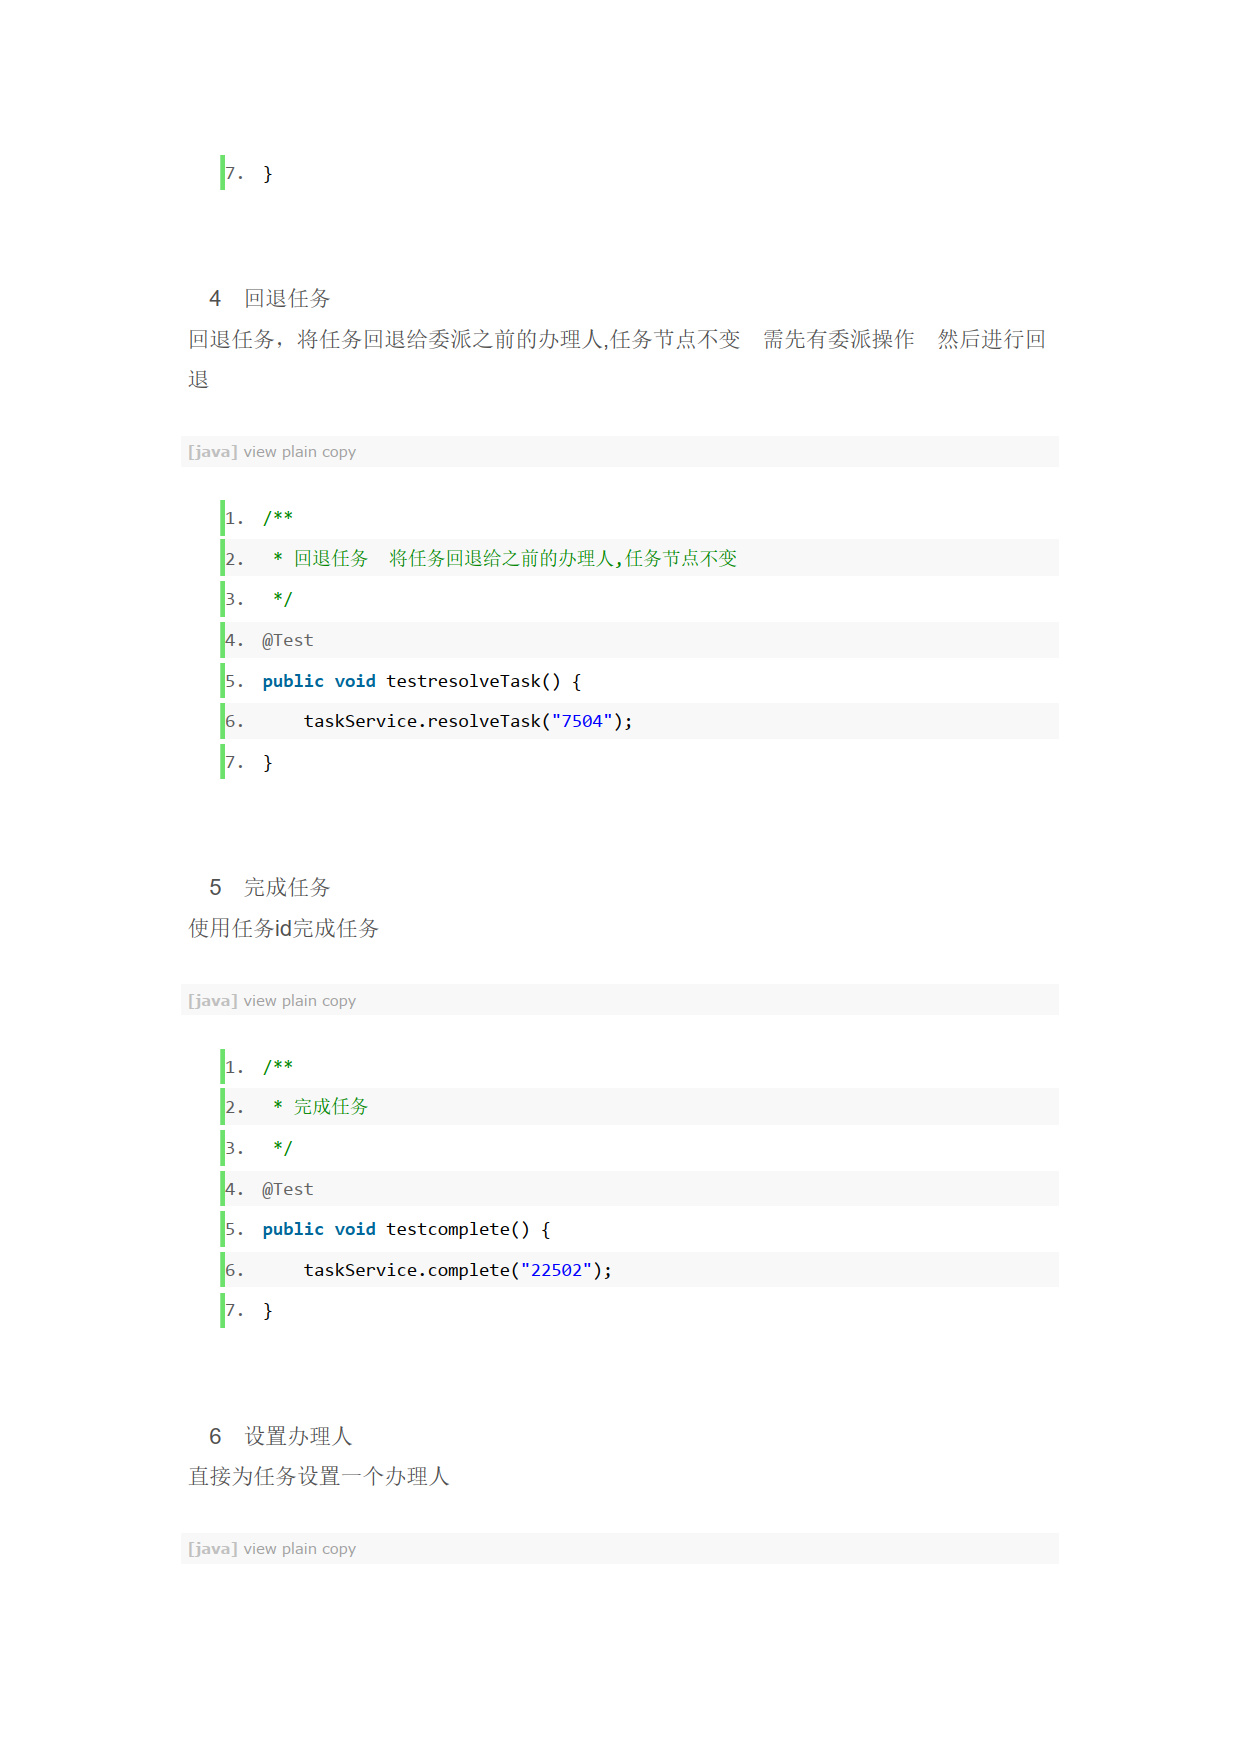 7. }
4 回退任务
回退任务，将任务回退给委派之前的办理人,任务节点不变 需先有委派操作 然后进行回
退
[java] view plain copy
1. /**
2.  * 回退任务 将任务回退给之前的办理人,任务节点不变
3.  */
4. @Test
5. public void testresolveTask() {
6.     taskService.resolveTask("7504");
7. }
5 完成任务
使用任务id完成任务
[java] view plain copy
1. /**
2.  * 完成任务
3.  */
4. @Test
5. public void testcomplete() {
6.     taskService.complete("22502");
7. }
6 设置办理人
直接为任务设置一个办理人
[java] view plain copy